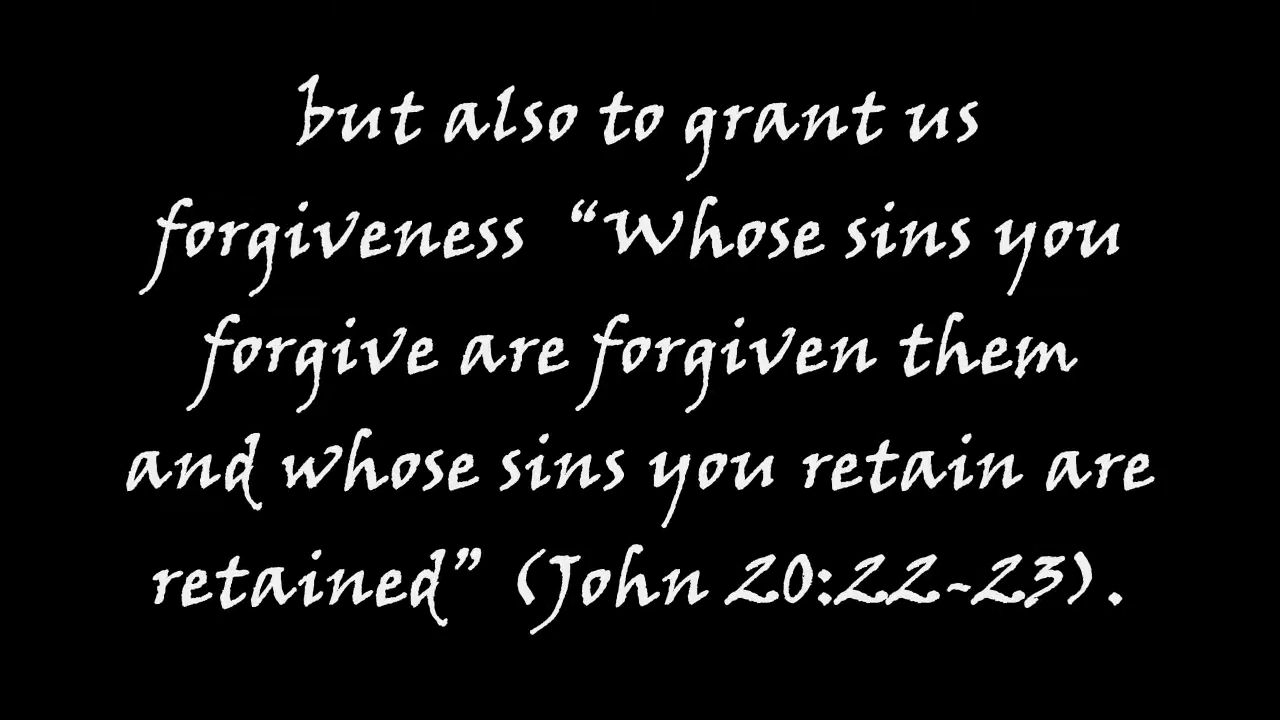 but also to grant us
forgiveness “Whose sins you
forgive are forgiven them
and whose sins you retain are
retained” (John 20:22-23).